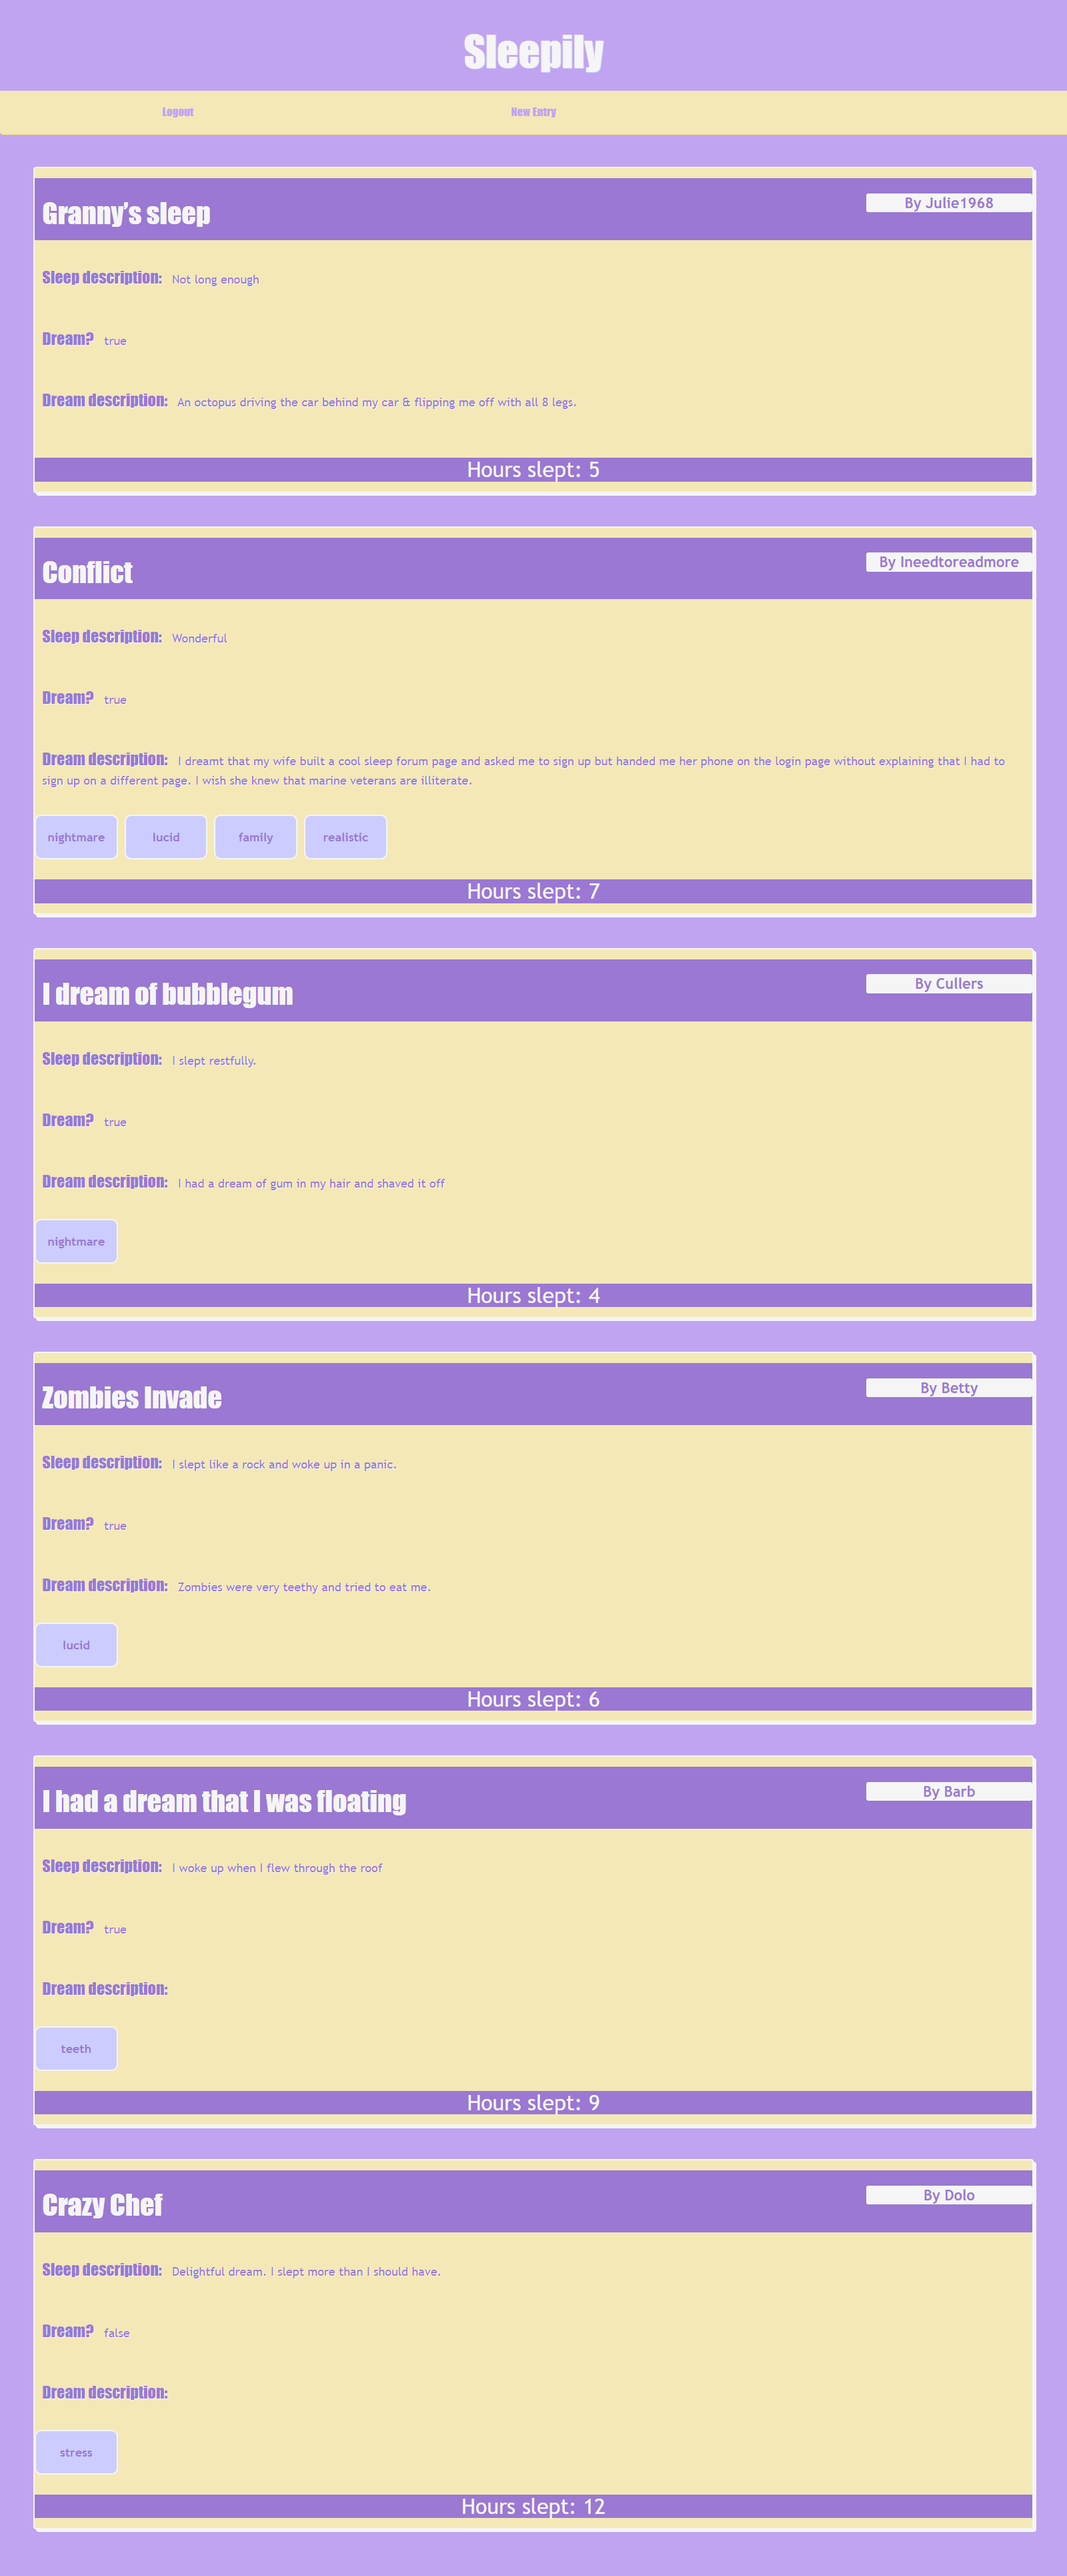 Sleepily
Logout
New Entry
Granny's sleep
By Julie1968
Sleep description: Not long enough
Dream? true
Dream description: An octopus driving the car behind my car & flipping me off with all 8 legs.
Hours slept: 5
Conflict
By Ineedtoreadmore
Sleep description: Wonderful
Dream? true
Dream description: I dreamt that my wife built a cool sleep forum page and asked me to sign up but handed me her phone on the login page without explaining that I had to
sign up on a different page. I wish she knew that marine veterans are illiterate.
nightmare lucid family realistic
Hours slept: 7
I dream of bubblegum
By Cullers
Sleep description: I slept restfully.
Dream? true
Dream description: I had a dream of gum in my hair and shaved it off
nightmare
Hours slept: 4
Zombies Invade
By Betty
Sleep description: I slept like a rock and woke up in a panic.
Dream? true
Dream description: Zombies were very teethy and tried to eat me.
lucid
Hours slept: 6
I had a dream that I was floating
By Barb
Sleep description: I woke up when I flew through the roof
Dream? true
Dream description:
teeth
Hours slept: 9
Crazy Chef
By Dolo
Sleep description: Delightful dream. I slept more than I should have.
Dream? false
Dream description:
stress
Hours slept: 12